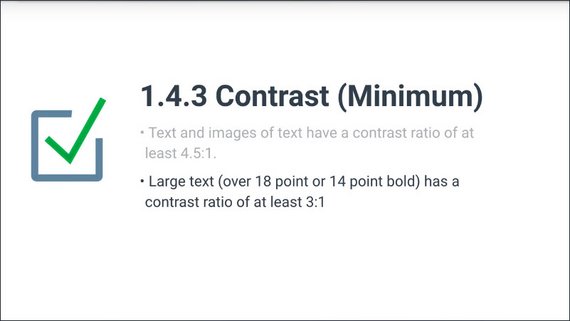 1.4.3 Contrast (Minimum)
• Text and images of text have a contrast ratio of at
least 4.5:1.
• Large text (over 18 point or 14 point bold) has a
contrast ratio of at least 3:1